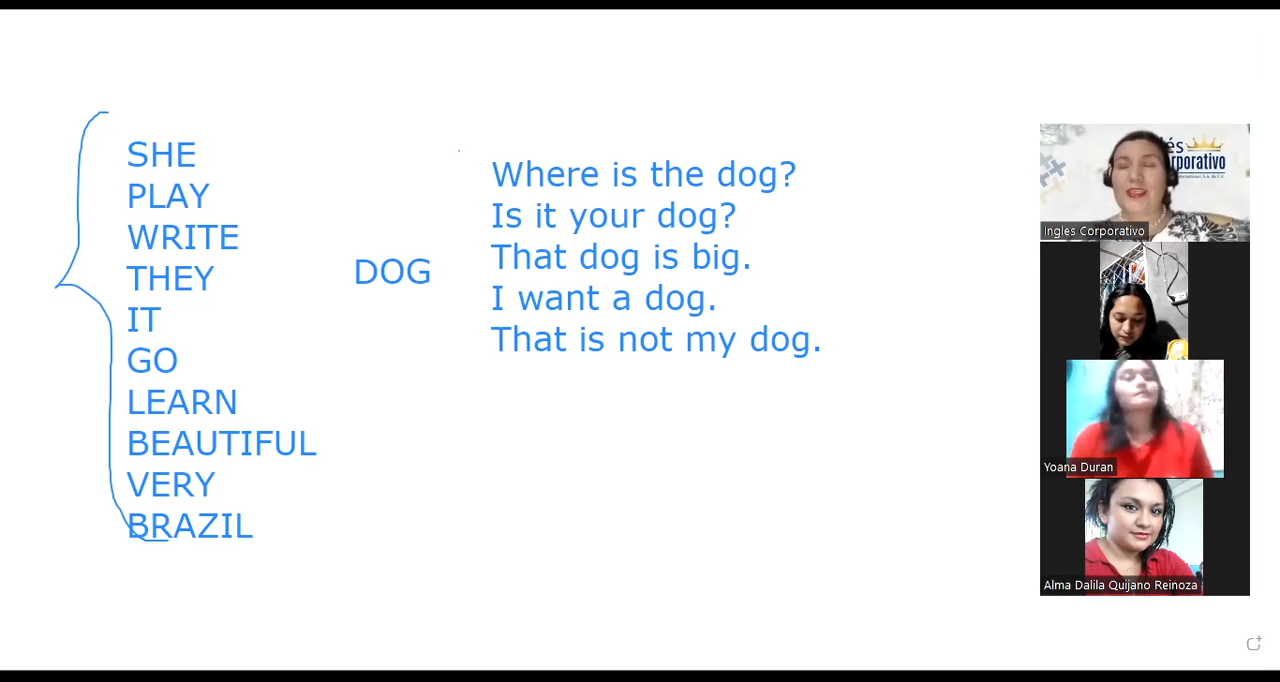 SHE
PLAY
WRITE
THEY
IT
GO
LEARN
BEAUTIFUL
VERY
BRAZIL
DOG
Where is the dog?
Is it your dog?
That dog is big.
I want a dog.
That is not my dog.
Ingles Corporativo
Yoana Duran
Alma Dalila Quijano Reinoza